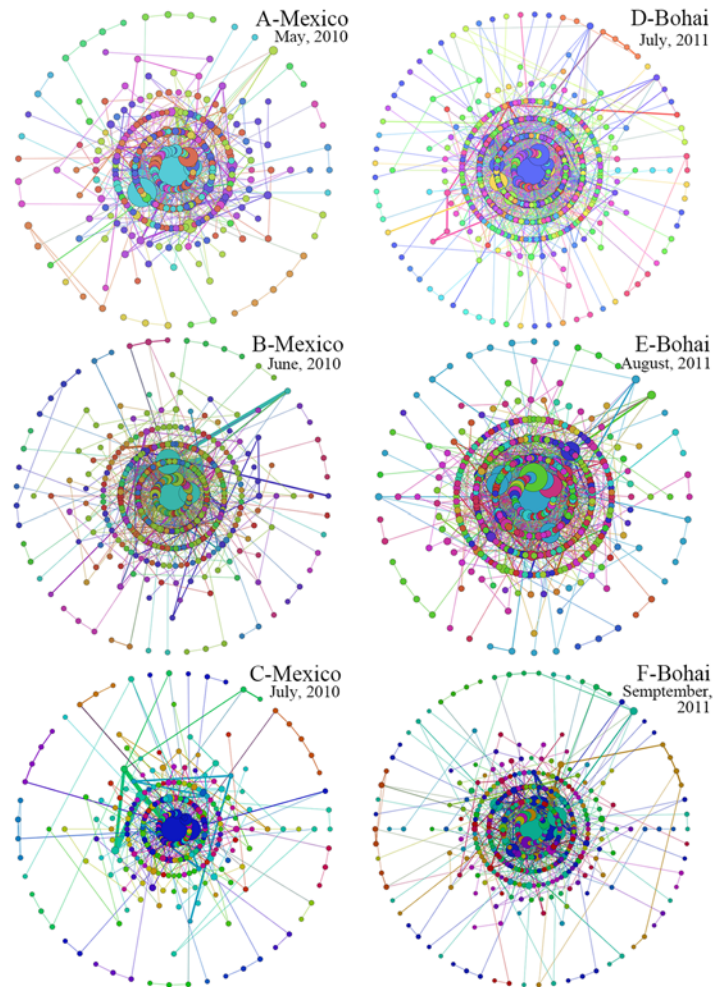 A-Mexico
May, 2010
D-Bohai
July, 2011
B-Mexico
June, 2010
E-Bohai
August, 2011
C-Mexico
July, 2010
F-Bohai
Semptember,
2011